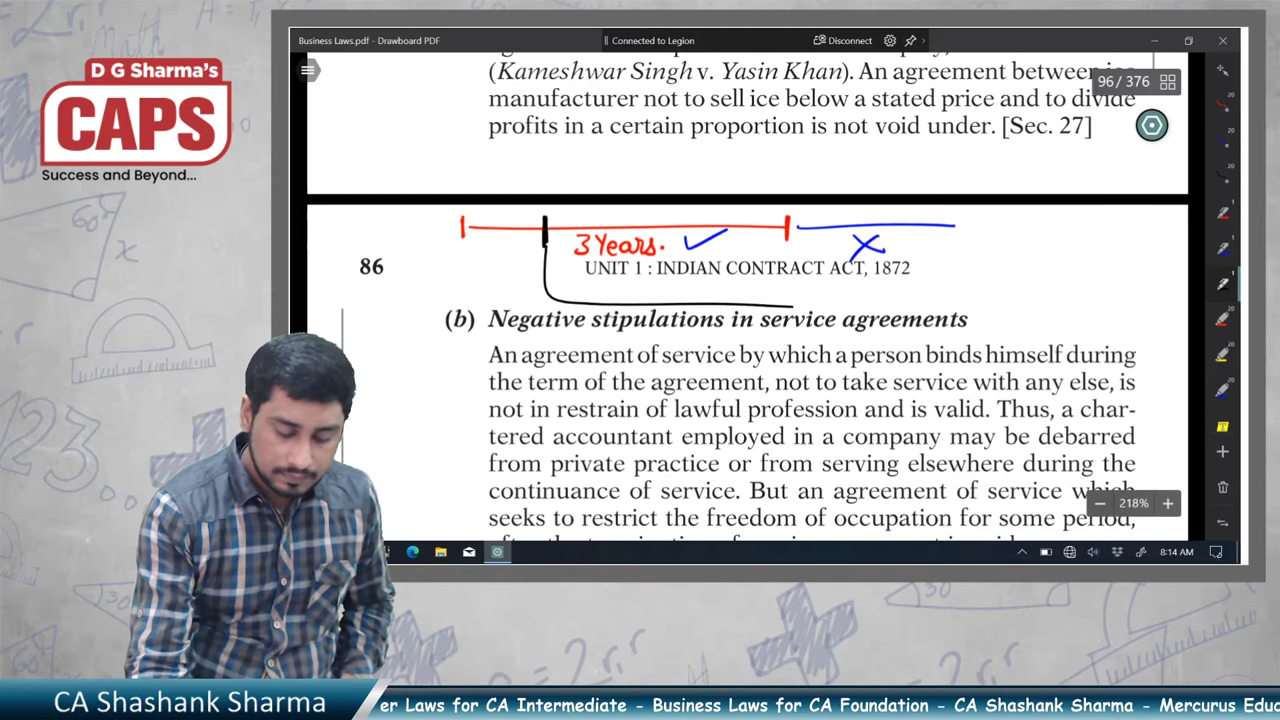 D G Sharma's
CAPS
Success and Beyond...
Business Laws.pdf - Drawboard PDF
Connected to Legion
Disconnect
96 / 376
(Kameshwar Singh v. Yasin Khan). An agreement between ice
manufacturer not to sell ice below a stated price and to divide
profits in a certain proportion is not void under. [Sec. 27]
3 Years.
86
UNIT 1 : INDIAN CONTRACT ACT, 1872
(b) Negative stipulations in service agreements
An agreement of service by which a person binds himself during
the term of the agreement, not to take service with any else, is
not in restrain of lawful profession and is valid. Thus, a char-
tered accountant employed in a company may be debarred
from private practice or from serving elsewhere during the
continuance of service. But an agreement of service which
seeks to restrict the freedom of occupation for some period,
218%
8:14 AM
CA Shashank Sharma
er Laws for CA Intermediate - Business Laws for CA Foundation - CA Shashank Sharma - Mercurus Educ